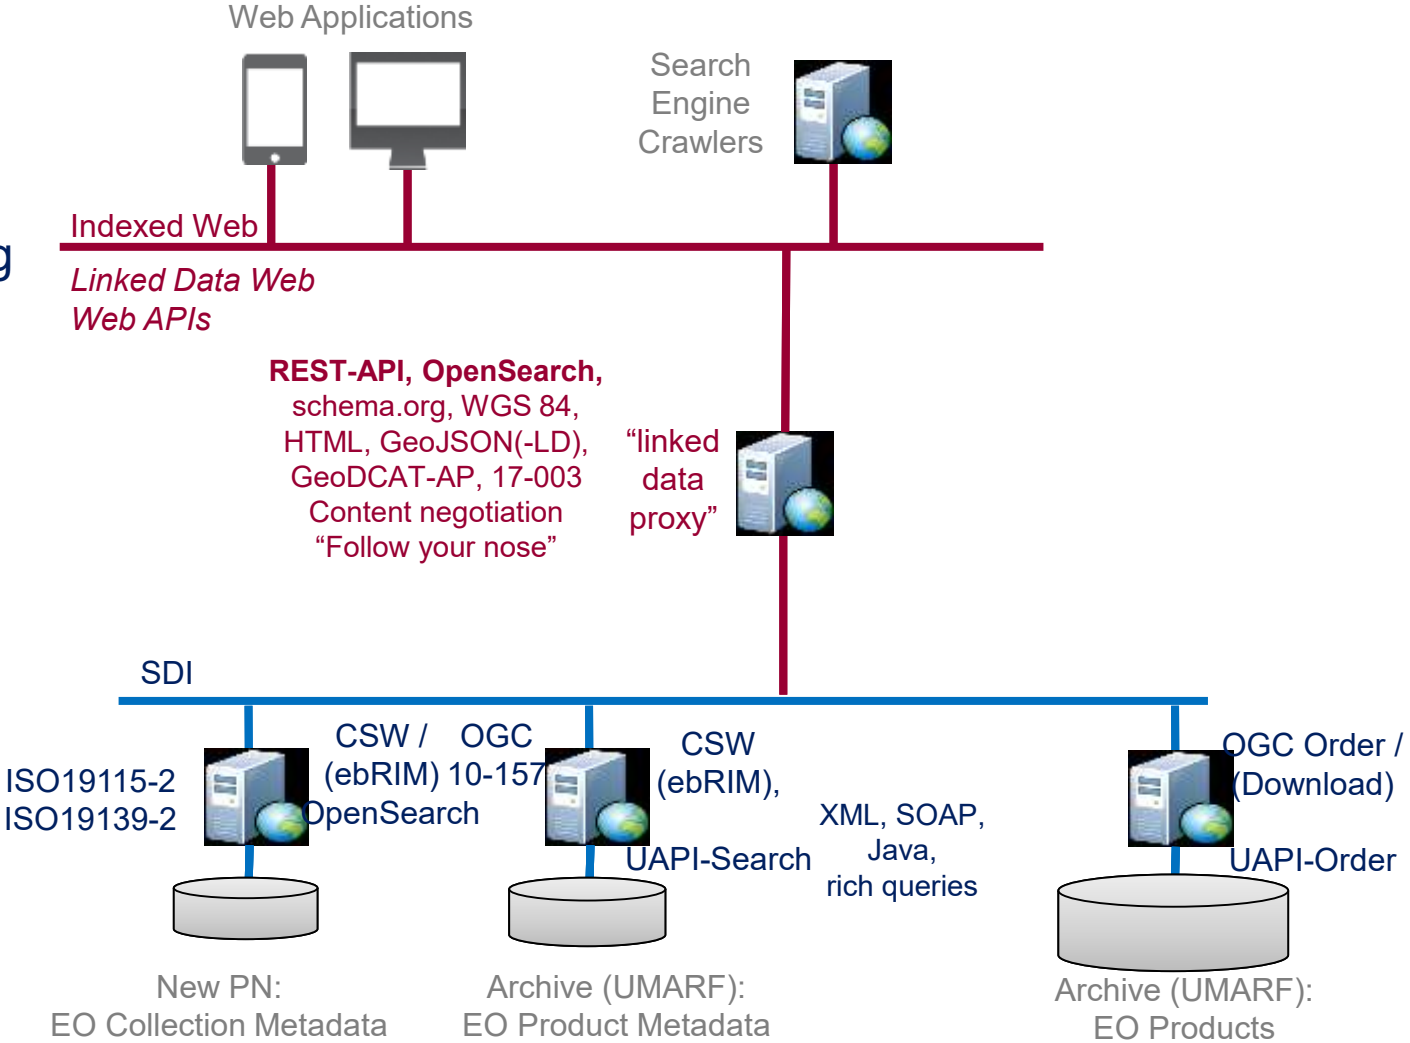 Web Applications
Search
Engine
Crawlers
Indexed Web
g
Linked Data Web
Web APIs
REST-API, OpenSearch,
schema.org, WGS 84,
HTML, GeoJSON(-LD),
GeoDCAT-AP, 17-003
Content negotiation
“Follow your nose”
“linked
data
proxy”
SDI
ISO19115-2
ISO19139-2
CSW /
(ebRIM)
OpenSearch
OGC
10-157
CSW
(ebRIM),
UAPI-Search
XML, SOAP,
Java,
rich queries
OGC Order /
(Download)
UAPI-Order
New PN:
EO Collection Metadata
Archive (UMARF):
EO Product Metadata
Archive (UMARF):
EO Products